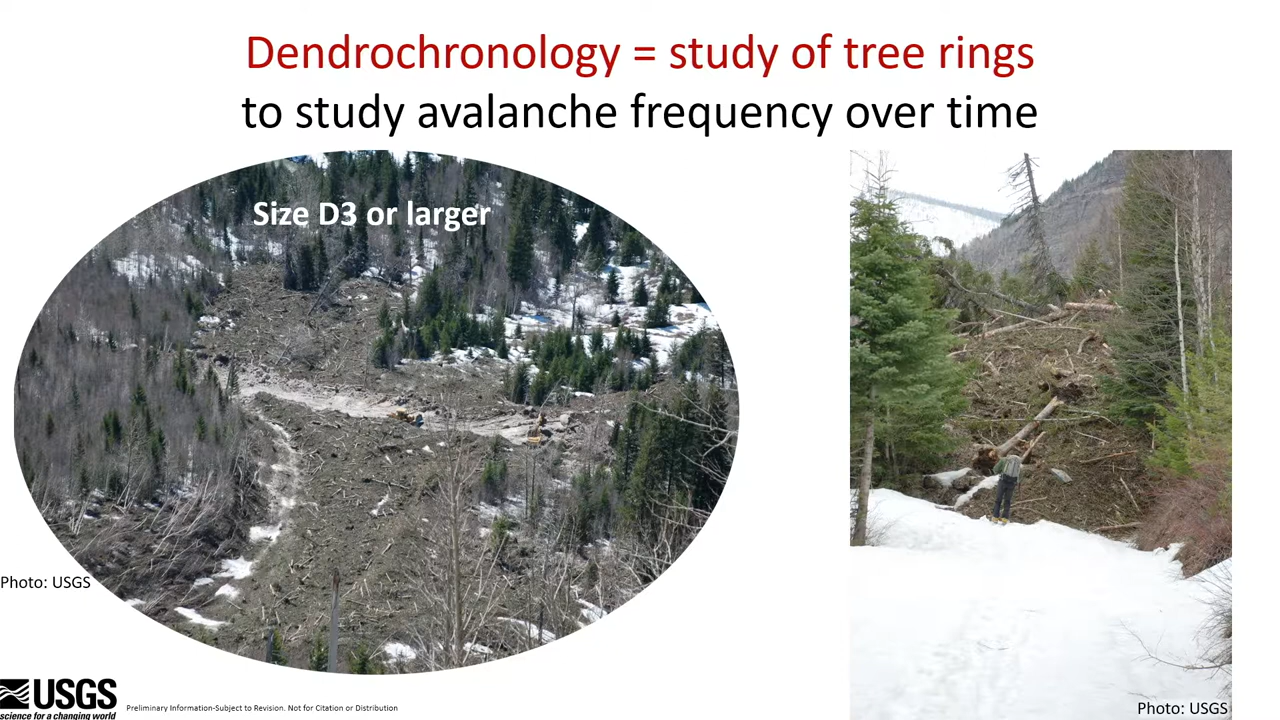 Dendrochronology = study of tree rings
to study avalanche frequency over time
Size D3 or larger
Photo: USGS
USGS
science for a changing world
Preliminary Information-Subject to Revision. Not for Citation or Distribution
Photo: USGS